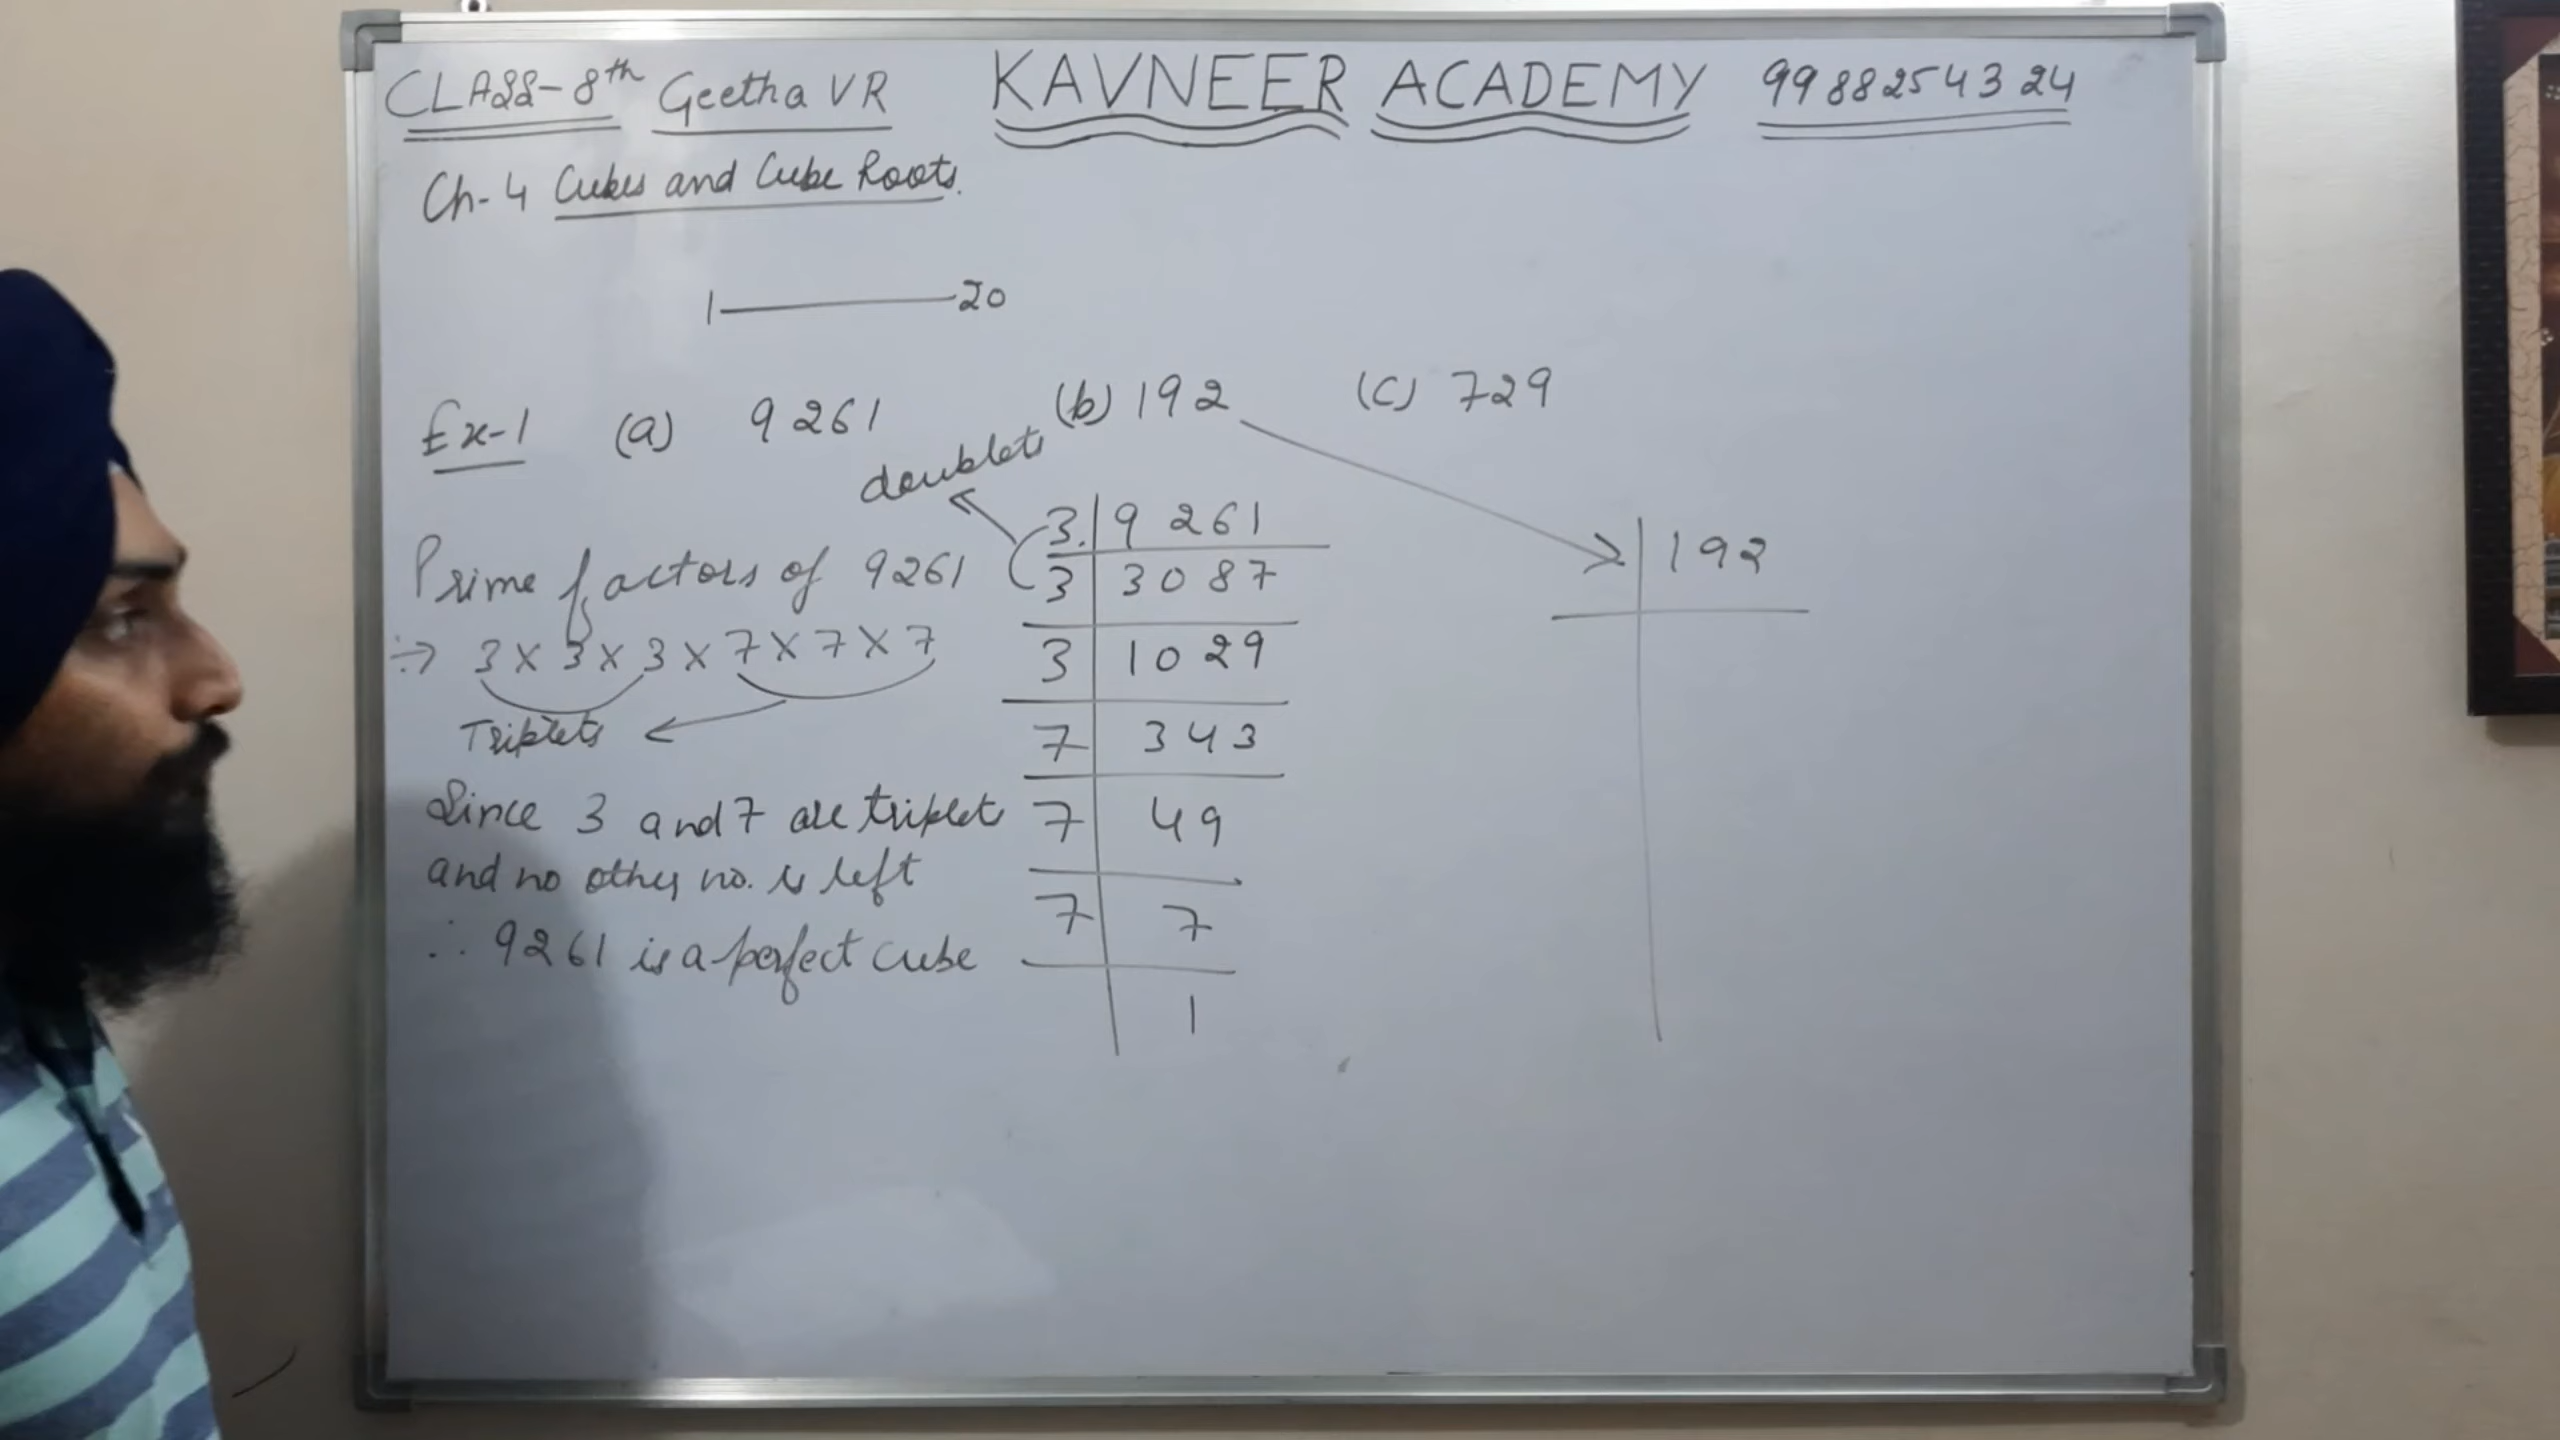 CLASS-8th Geetha VR KAVNEER ACADEMY 9988254324
Ch-4 Cubes and Cube Roots.
1 20
Ex-1 (a) 9261 (b) 192 (c) 729
doublets
Prime factors of 9261
⇒ 3 × 3 × 3 × 7 × 7 × 7
Triplets
Since 3 and 7 are triplet
and no other no. is left
∴ 9261 is a perfect cube
3. 9 261
3 3087
3 1029
7 343
7 49
7 7
1
192